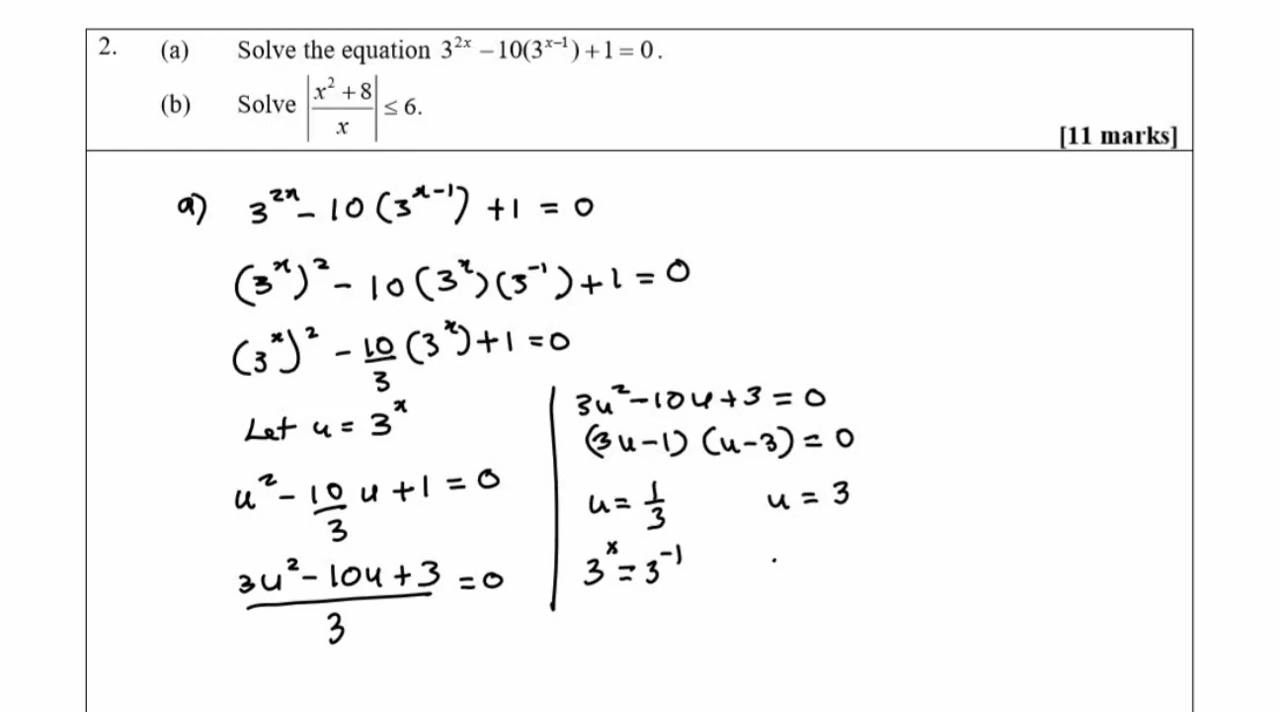 2. (a) Solve the equation 3^{2x} − 10(3^{x−1}) + 1 = 0.
(b) Solve |(x² + 8)/x| ≤ 6.
[11 marks]
a) 3^{2x} − 10(3^{x−1}) + 1 = 0
(3^x)² − 10(3^x)(3^{−1}) + 1 = 0
(3^x)² − 10/3 (3^x) + 1 = 0
Let u = 3^x
u² − 10/3 u + 1 = 0
(3u² − 10u + 3)/3 = 0
3u² − 10u + 3 = 0
(3u − 1)(u − 3) = 0
u = 1/3 u = 3
3^x = 3^{−1}